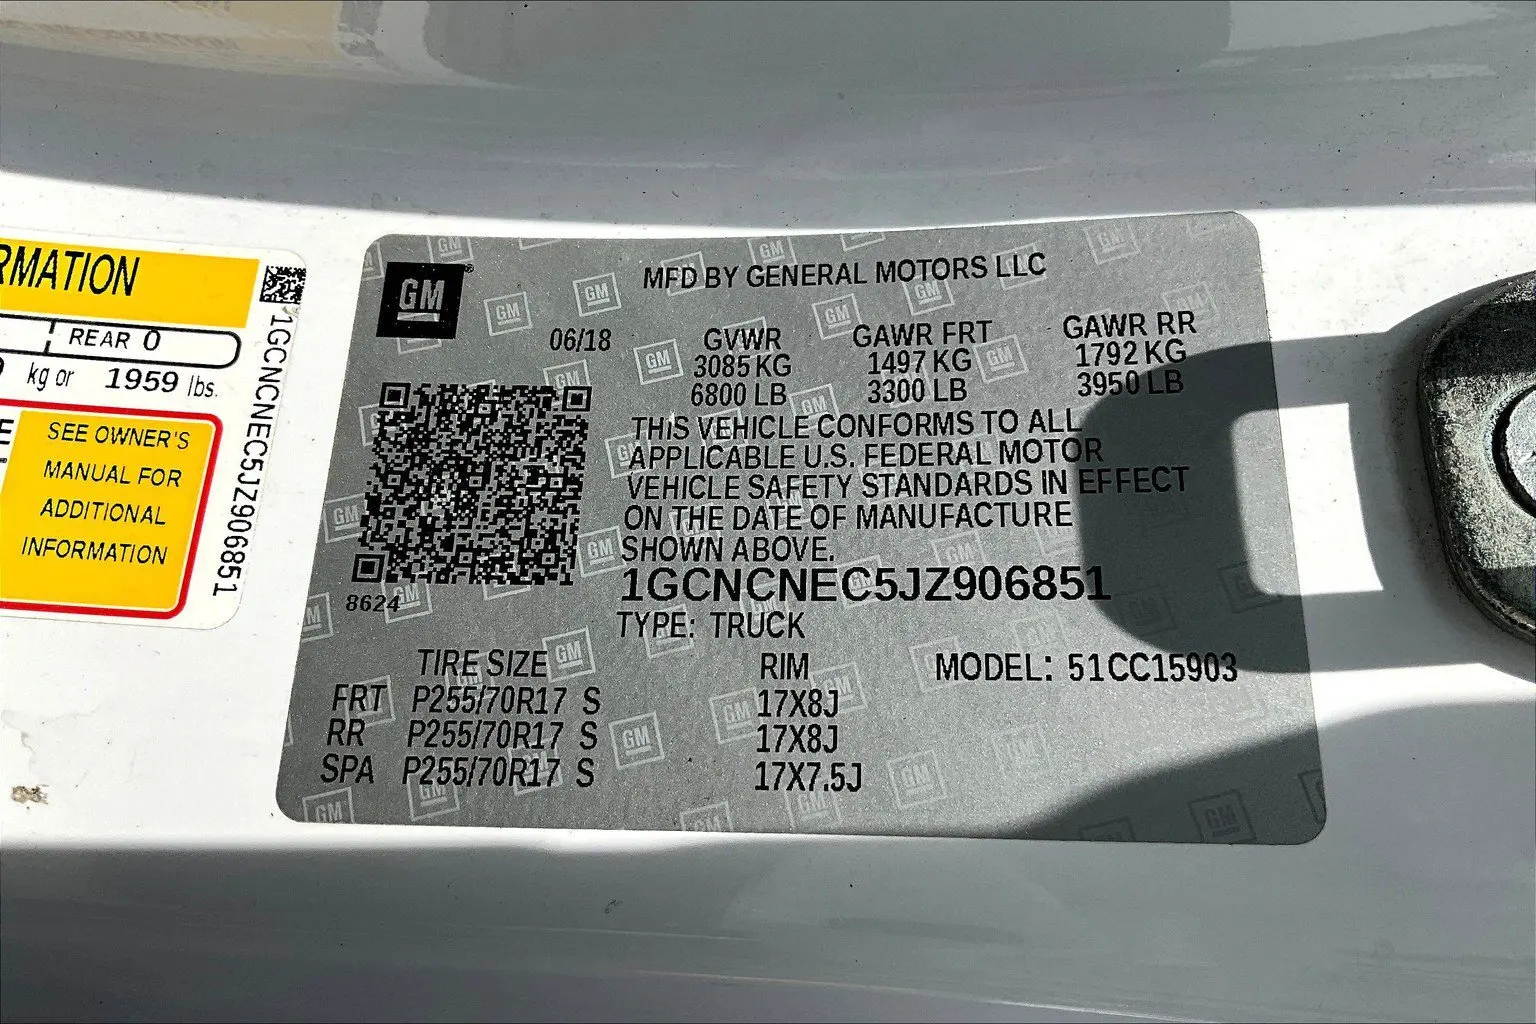 RMATION
REAR 0
kg or 1959 lbs.
SEE OWNER'S
MANUAL FOR
ADDITIONAL
INFORMATION
1GCNCNEC5JZ906851
GM
MFD BY GENERAL MOTORS LLC
06/18 GVWR GAWR FRT GAWR RR
3085 KG 1497 KG 1792 KG
6800 LB 3300 LB 3950 LB
THIS VEHICLE CONFORMS TO ALL
APPLICABLE U.S. FEDERAL MOTOR
VEHICLE SAFETY STANDARDS IN EFFECT
ON THE DATE OF MANUFACTURE
SHOWN ABOVE.
1GCNCNEC5JZ906851
8624
TYPE: TRUCK
TIRE SIZE RIM MODEL: 51CC15903
FRT P255/70R17 S 17X8J
RR P255/70R17 S 17X8J
SPA P255/70R17 S 17X7.5J